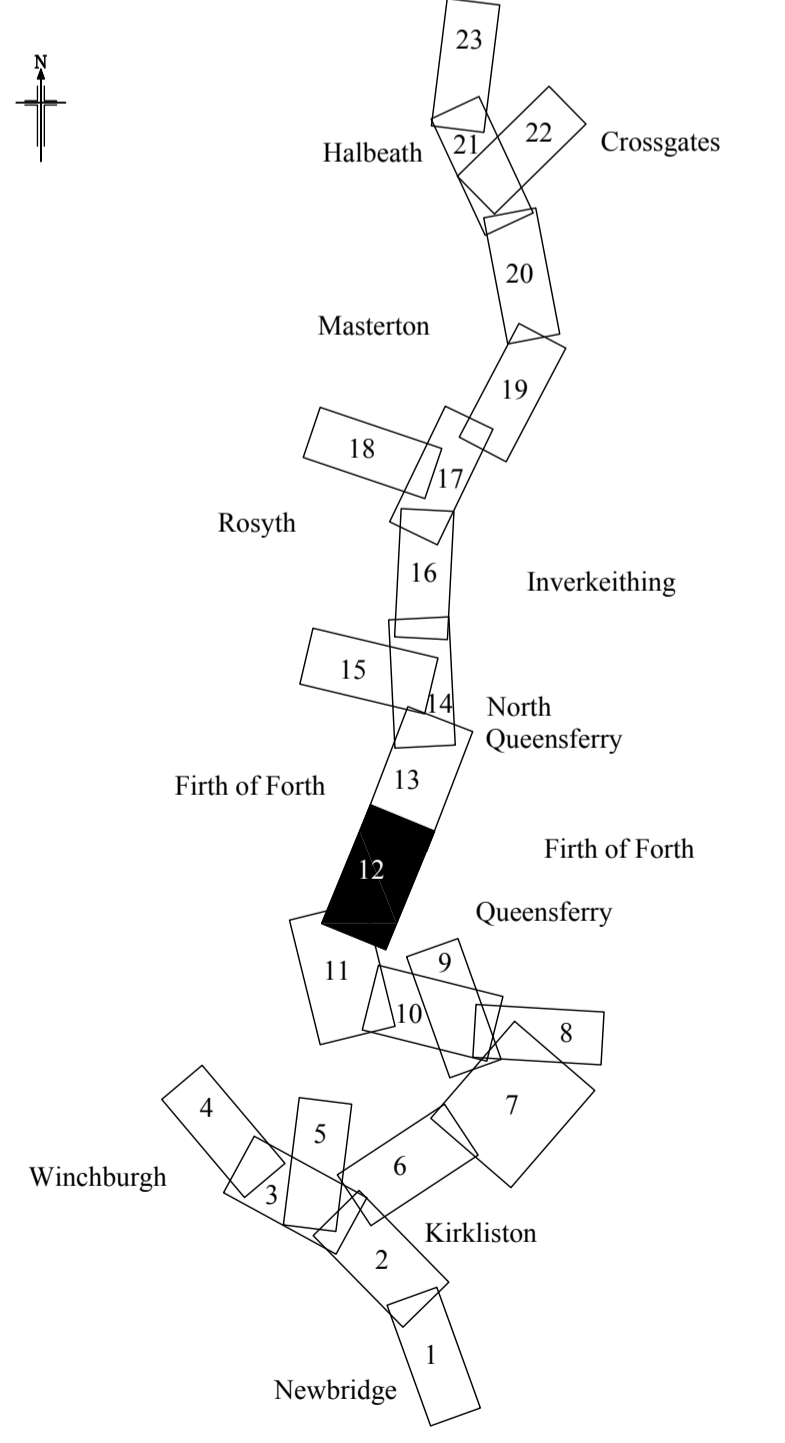 23
N
22
21
Crossgates
Halbeath
20
Masterton
19
18
17
Rosyth
16
Inverkeithing
15
14
North
Queensferry
13
Firth of Forth
Firth of Forth
12
Queensferry
9
11
10
8
7
4
5
6
Winchburgh
3
Kirkliston
2
1
Newbridge